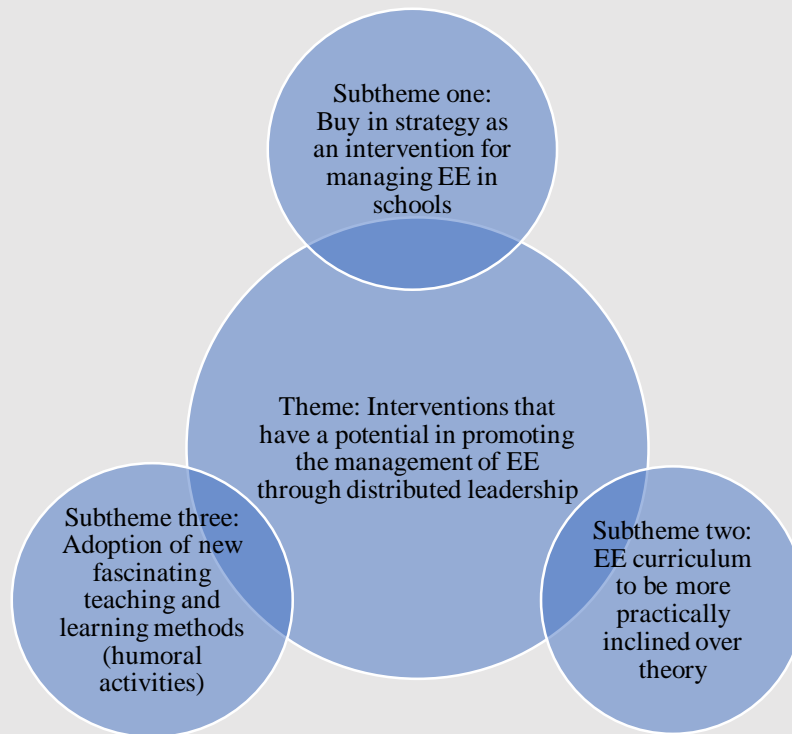 Subtheme one:
Buy in strategy as
an intervention for
managing EE in
schools
Theme: Interventions that
have a potential in promoting
the management of EE
through distributed leadership
Subtheme three:
Adoption of new
fascinating
teaching and
learning methods
(humoral
activities)
Subtheme two:
EE curriculum
to be more
practically
inclined over
theory